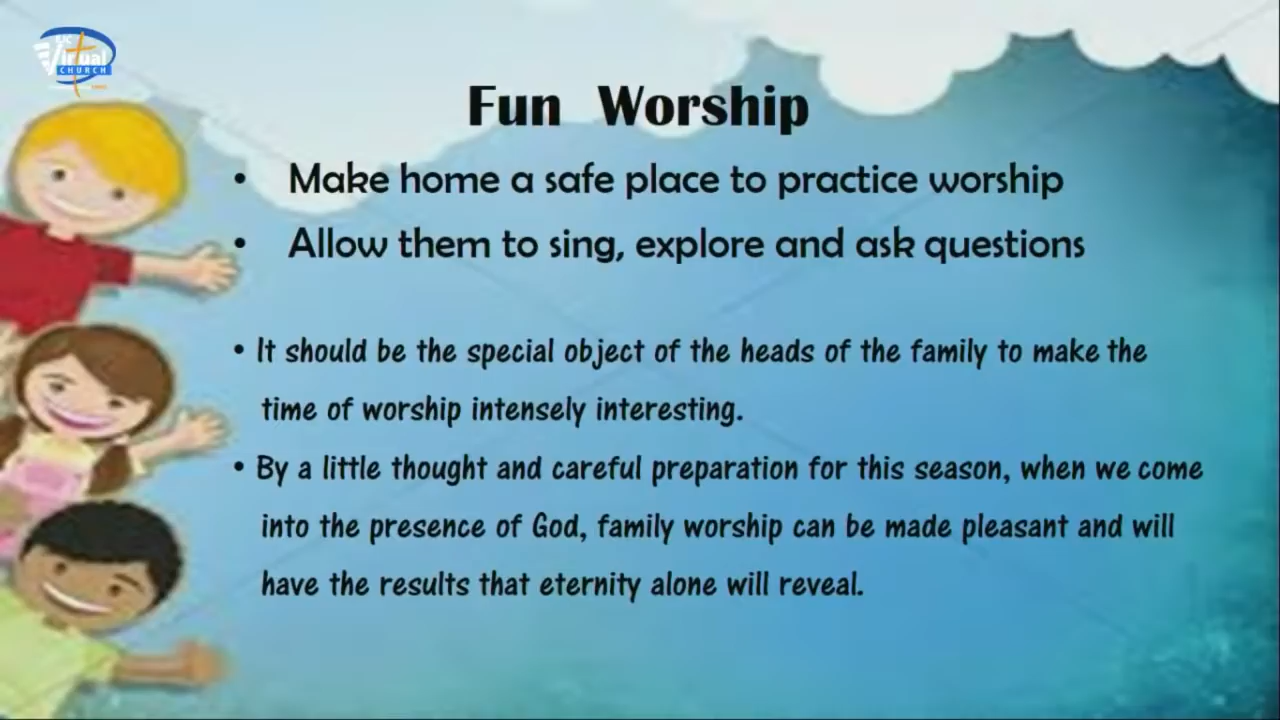 EJC
Virtual
CHURCH
Fun Worship
• Make home a safe place to practice worship
• Allow them to sing, explore and ask questions
• It should be the special object of the heads of the family to make the
time of worship intensely interesting.
• By a little thought and careful preparation for this season, when we come
into the presence of God, family worship can be made pleasant and will
have the results that eternity alone will reveal.